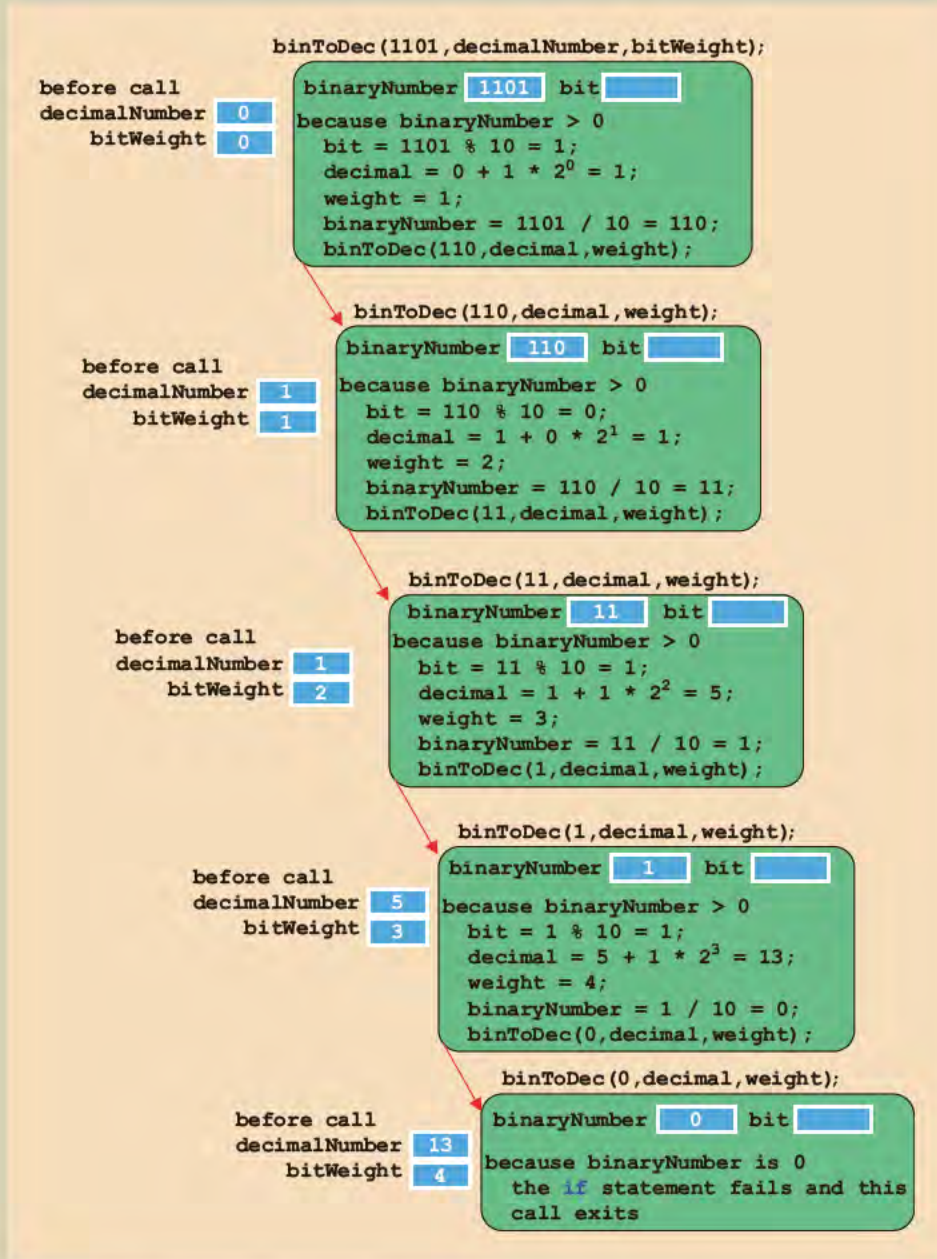 binToDec(1101,decimalNumber,bitWeight);
before call
decimalNumber 0
bitWeight 0
binaryNumber 1101 bit
because binaryNumber > 0
bit = 1101 % 10 = 1;
decimal = 0 + 1 * 2⁰ = 1;
weight = 1;
binaryNumber = 1101 / 10 = 110;
binToDec(110,decimal,weight);
binToDec(110,decimal,weight);
before call
decimalNumber 1
bitWeight 1
binaryNumber 110 bit
because binaryNumber > 0
bit = 110 % 10 = 0;
decimal = 1 + 0 * 2¹ = 1;
weight = 2;
binaryNumber = 110 / 10 = 11;
binToDec(11,decimal,weight);
binToDec(11,decimal,weight);
before call
decimalNumber 1
bitWeight 2
binaryNumber 11 bit
because binaryNumber > 0
bit = 11 % 10 = 1;
decimal = 1 + 1 * 2² = 5;
weight = 3;
binaryNumber = 11 / 10 = 1;
binToDec(1,decimal,weight);
binToDec(1,decimal,weight);
before call
decimalNumber 5
bitWeight 3
binaryNumber 1 bit
because binaryNumber > 0
bit = 1 % 10 = 1;
decimal = 5 + 1 * 2³ = 13;
weight = 4;
binaryNumber = 1 / 10 = 0;
binToDec(0,decimal,weight);
binToDec(0,decimal,weight);
before call
decimalNumber 13
bitWeight 4
binaryNumber 0 bit
because binaryNumber is 0
the if statement fails and this
call exits